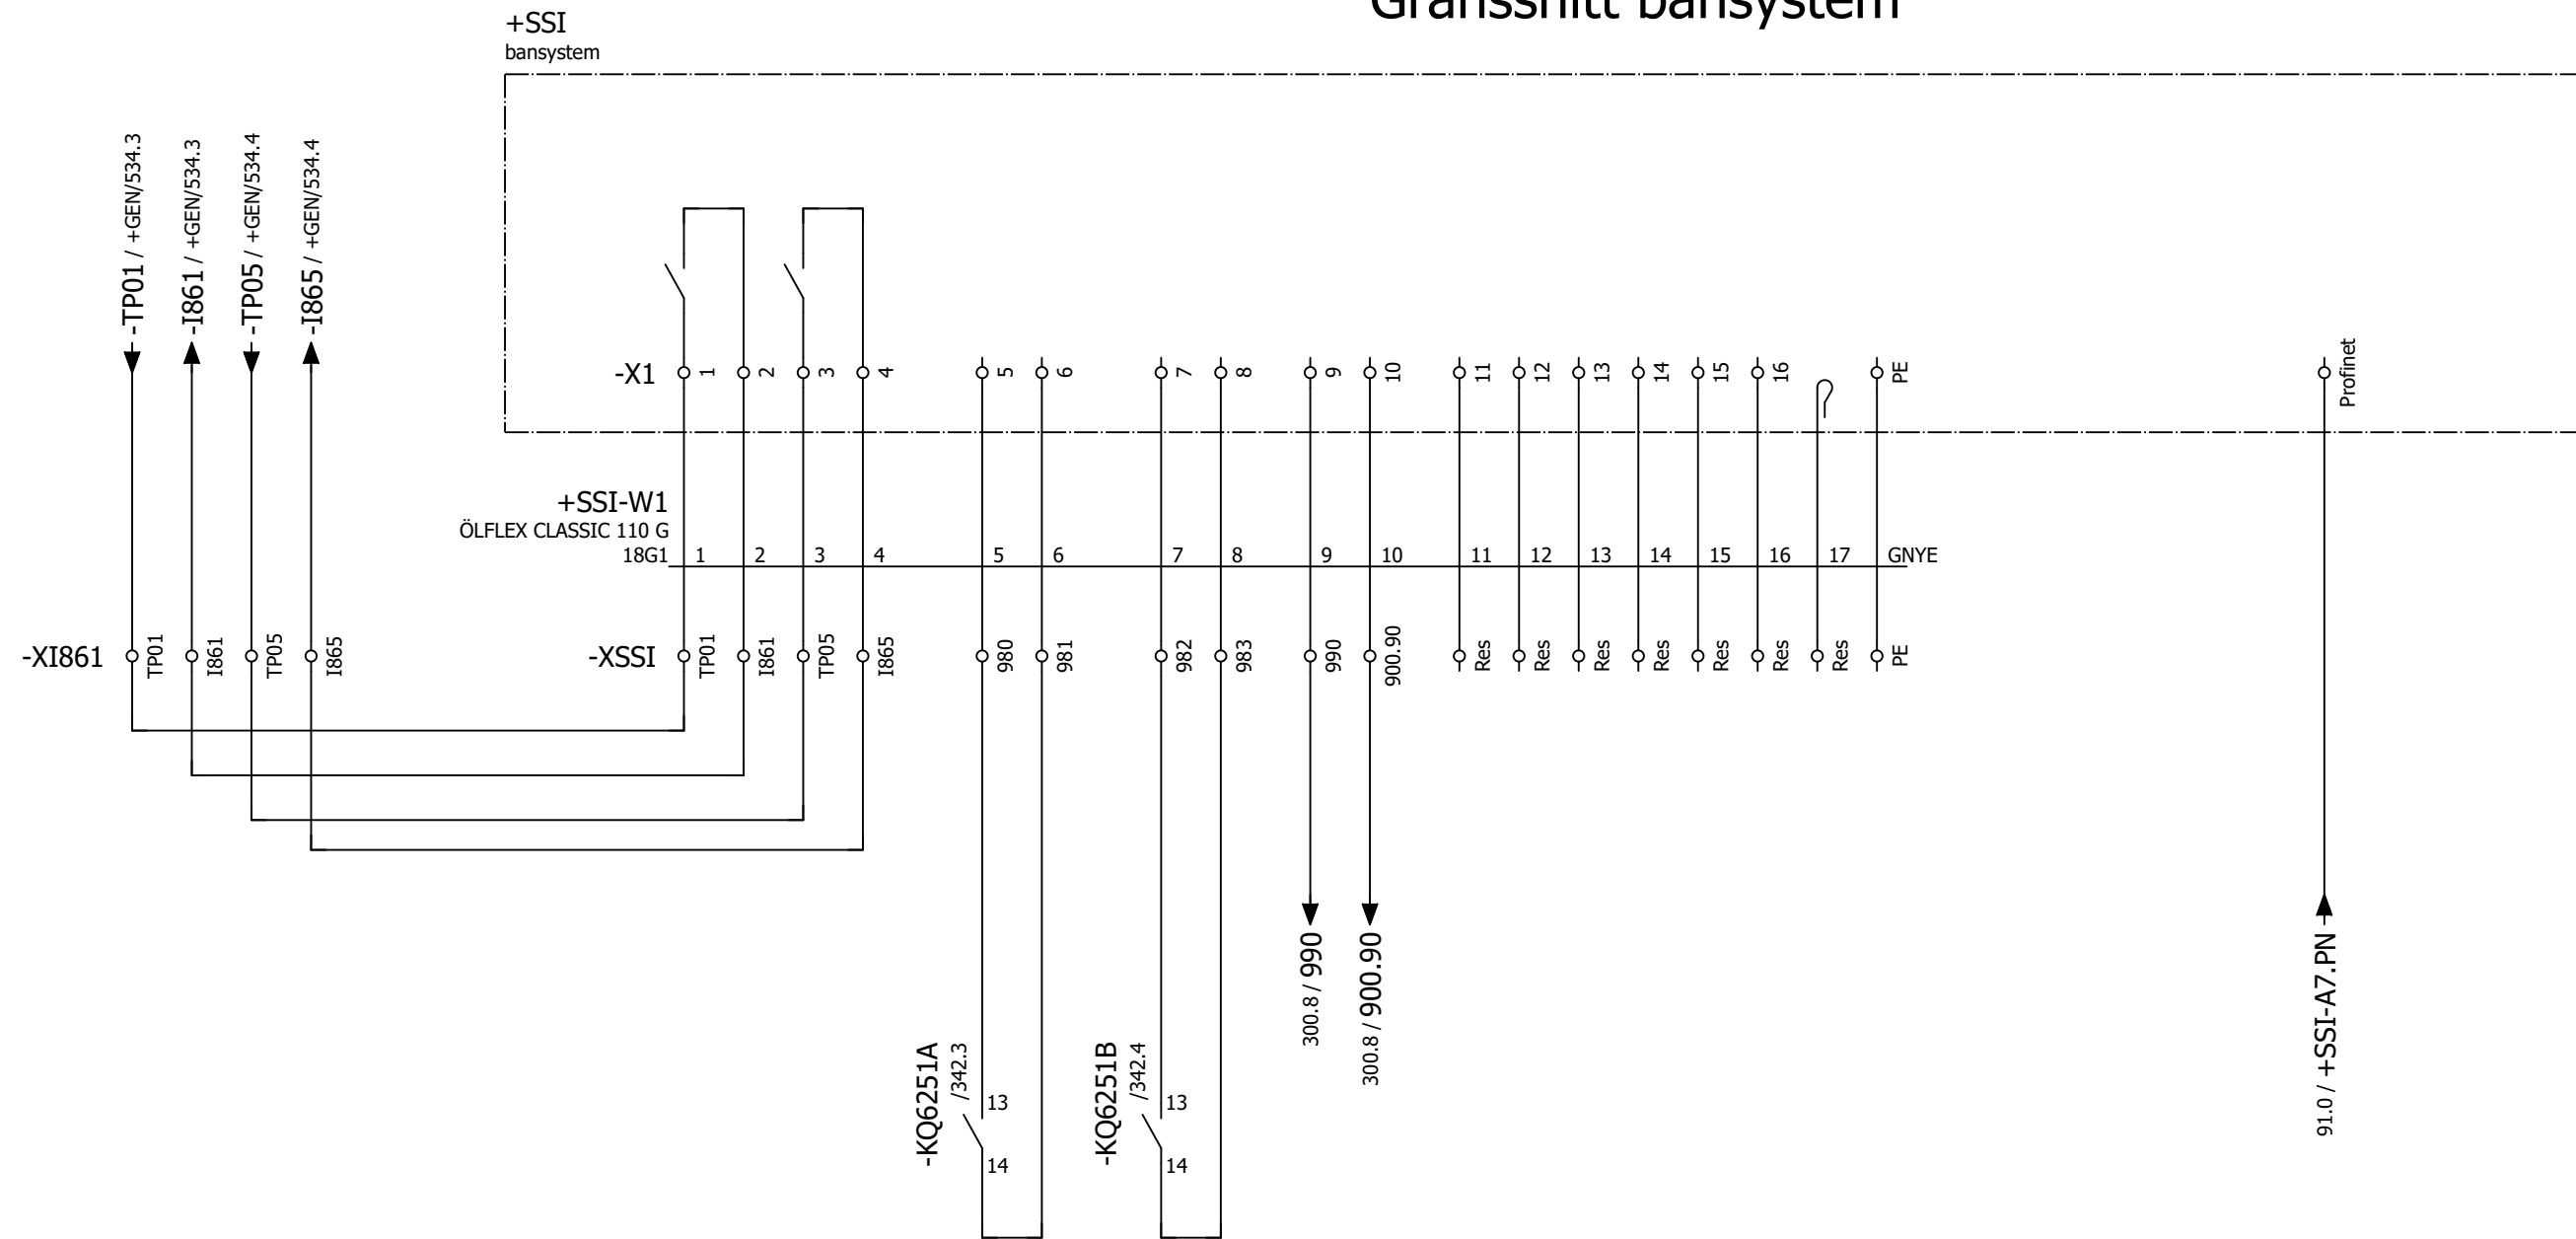 Gränssnitt bansystem
+SSI
bansystem
-TP01 / +GEN/534.3
-I861 / +GEN/534.3
-TP05 / +GEN/534.4
-I865 / +GEN/534.4
-X1
1
2
3
4
5
6
7
8
9
10
11
12
13
14
15
16
PE
Profinet
+SSI-W1
ÖLFLEX CLASSIC 110 G
18G1
1
2
3
4
5
6
7
8
9
10
11
12
13
14
15
16
17
GNYE
-XI861
TP01
I861
TP05
I865
-XSSI
TP01
I861
TP05
I865
980
981
982
983
990
900.90
Res
Res
Res
Res
Res
Res
Res
PE
300.8 / 990
300.8 / 900.90
91.0 / +SSI-A7.PN
-KQ6251A
/342.3
13
14
-KQ6251B
/342.4
13
14